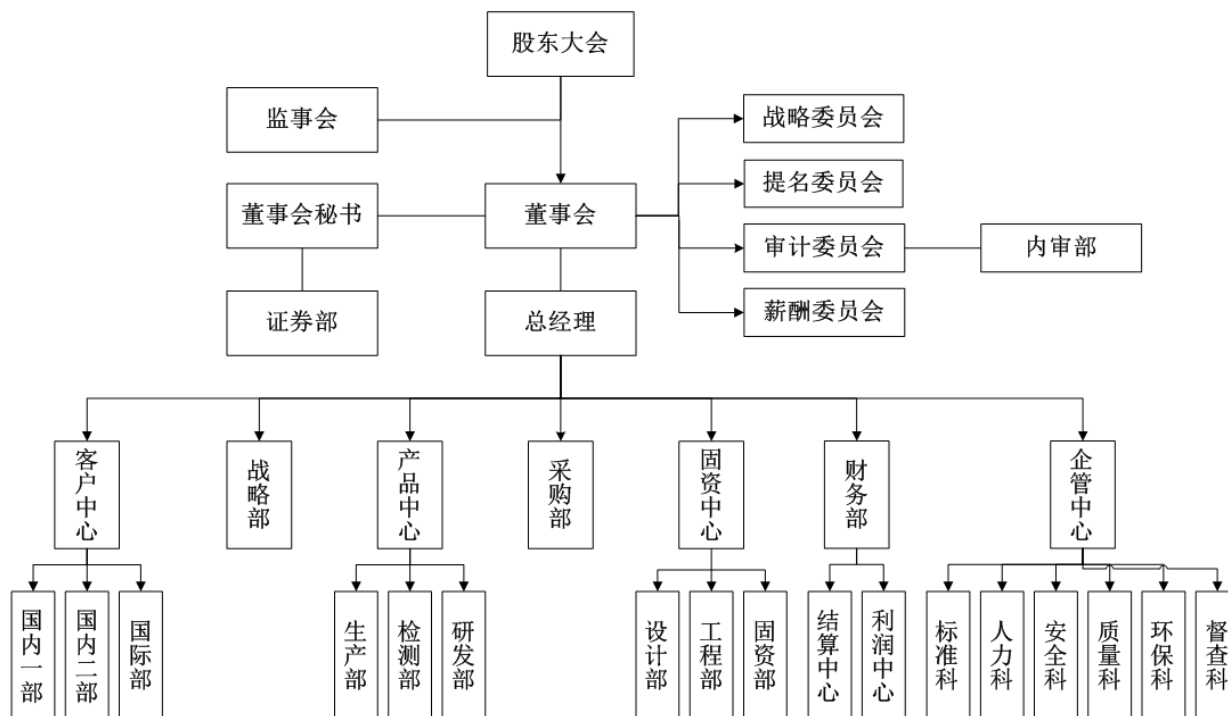 股东大会
监事会
战略委员会
提名委员会
董事会秘书
董事会
审计委员会
内审部
证券部
总经理
薪酬委员会
客户中心
战略部
产品中心
采购部
固资中心
财务部
企管中心
国内一部
国内二部
国际部
生产部
检测部
研发部
设计部
工程部
固资部
结算中心
利润中心
标准科
人力科
安全科
质量科
环保科
督查科